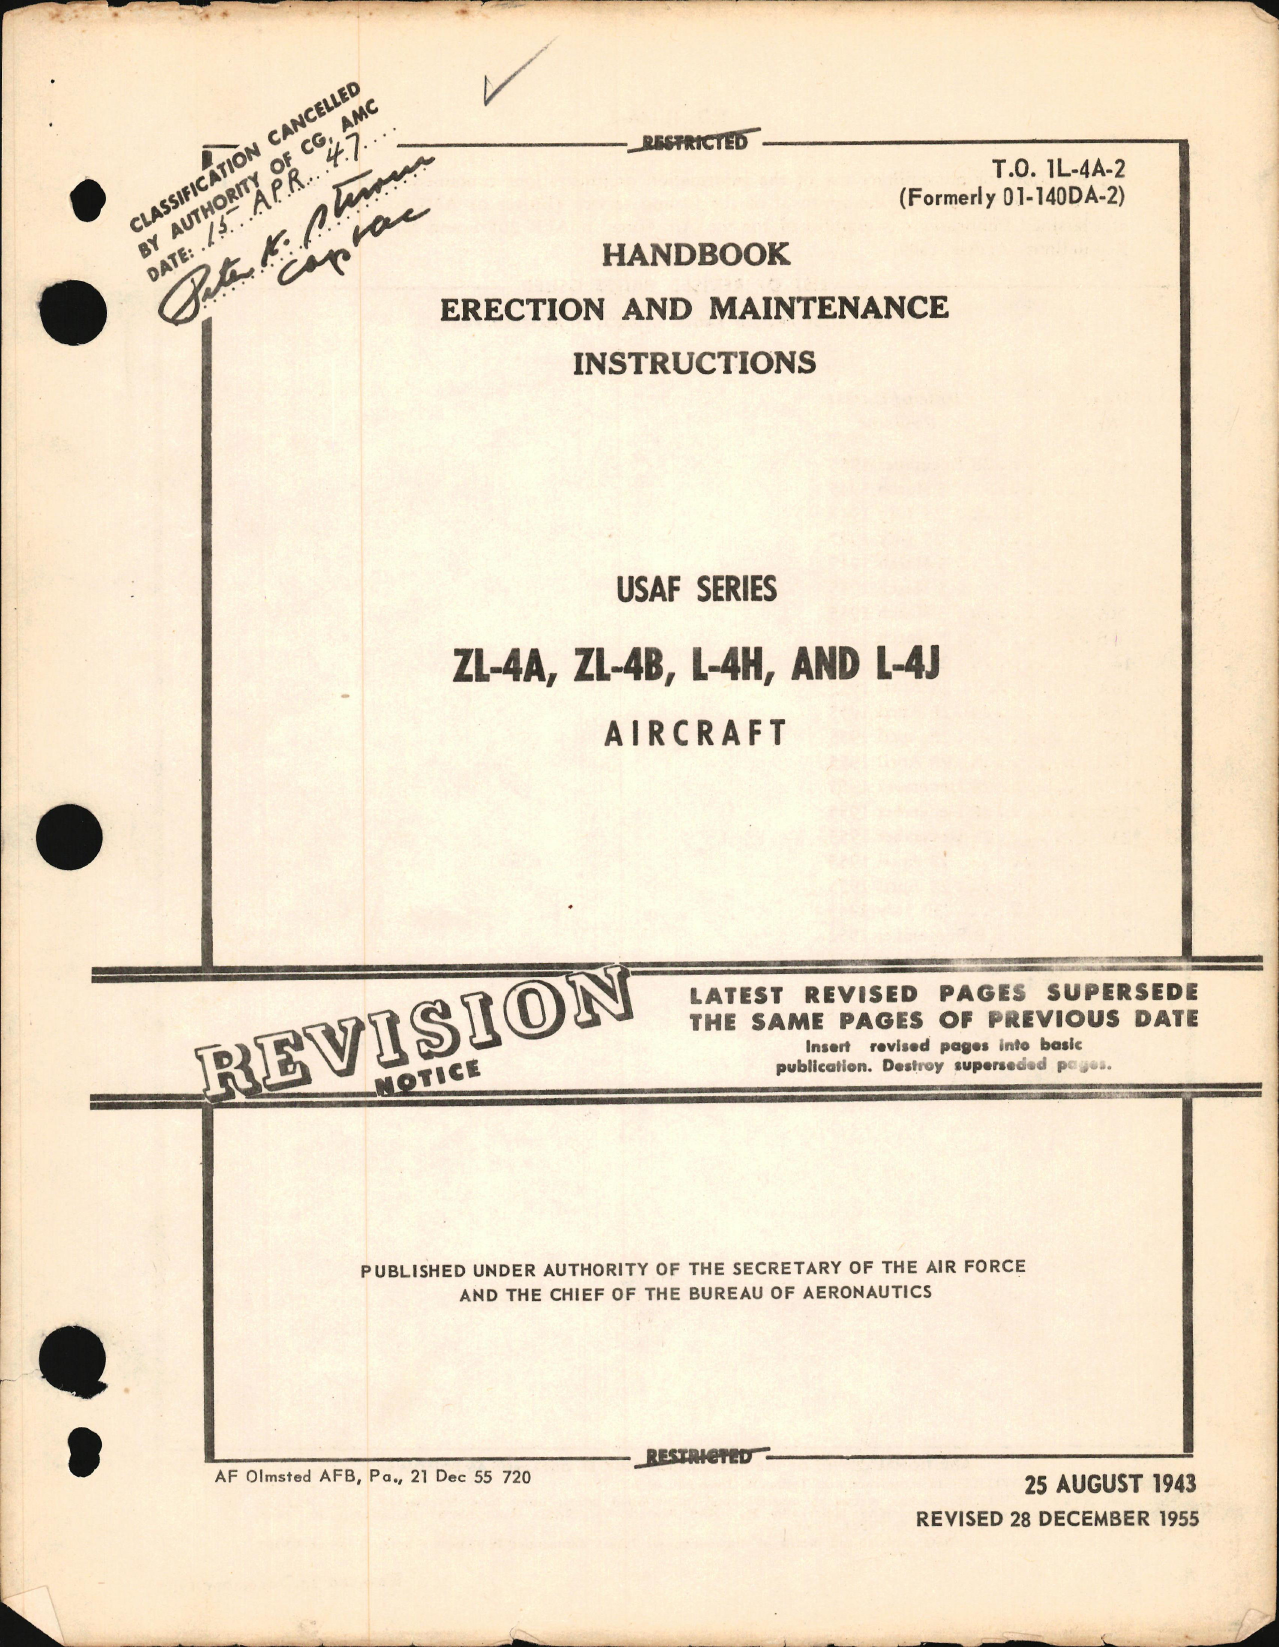 CLASSIFICATION CANCELLED
BY AUTHORITY OF CG, AMC
DATE: 15 APR 47
Peter K.
RESTRICTED
T.O. 1L-4A-2
(Formerly 01-140DA-2)
HANDBOOK
ERECTION AND MAINTENANCE
INSTRUCTIONS
USAF SERIES
ZL-4A, ZL-4B, L-4H, AND L-4J
AIRCRAFT
REVISION
NOTICE
LATEST REVISED PAGES SUPERSEDE
THE SAME PAGES OF PREVIOUS DATE
Insert revised pages into basic
publication. Destroy superseded pages.
PUBLISHED UNDER AUTHORITY OF THE SECRETARY OF THE AIR FORCE
AND THE CHIEF OF THE BUREAU OF AERONAUTICS
RESTRICTED
AF Olmsted AFB, Pa., 21 Dec 55 720
25 AUGUST 1943
REVISED 28 DECEMBER 1955